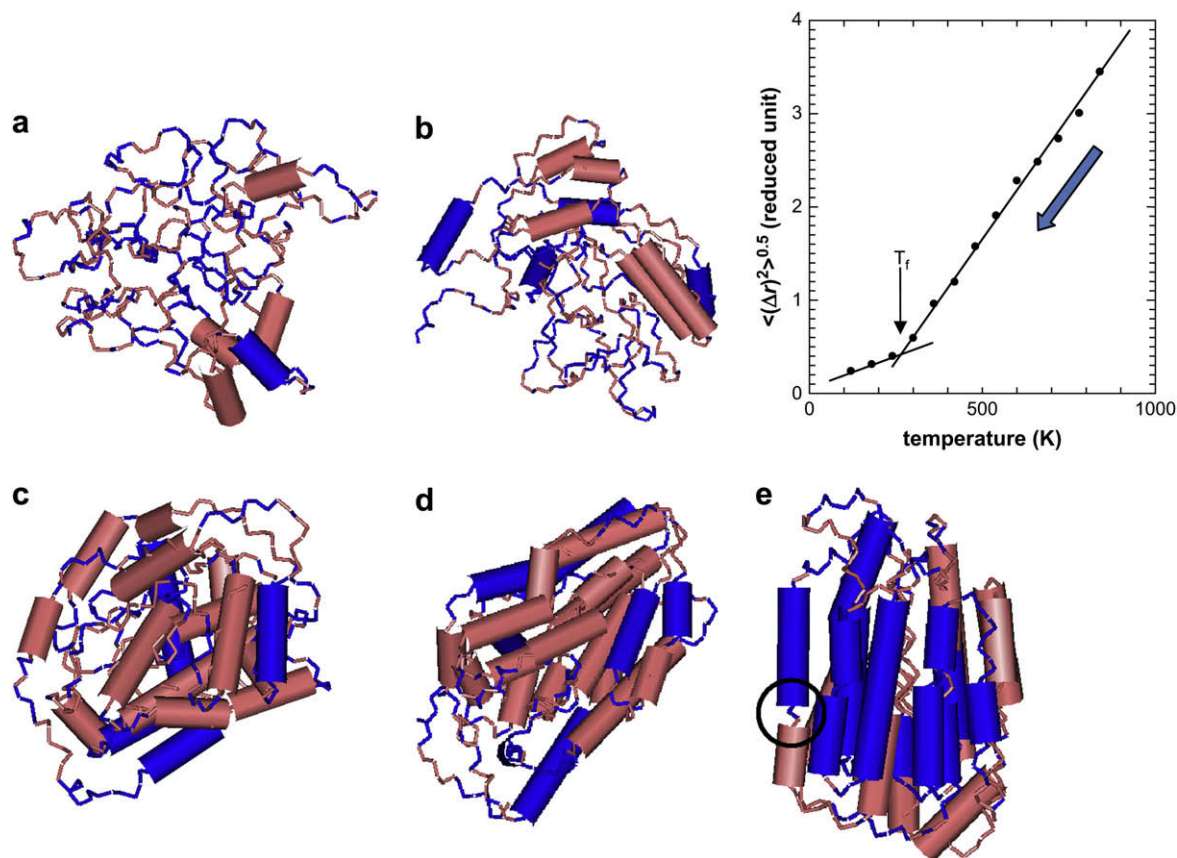 a
b
<(Δr)²>⁰·⁵ (reduced unit)
4
3
2
1
0
T_f
0
500
1000
temperature (K)
c
d
e